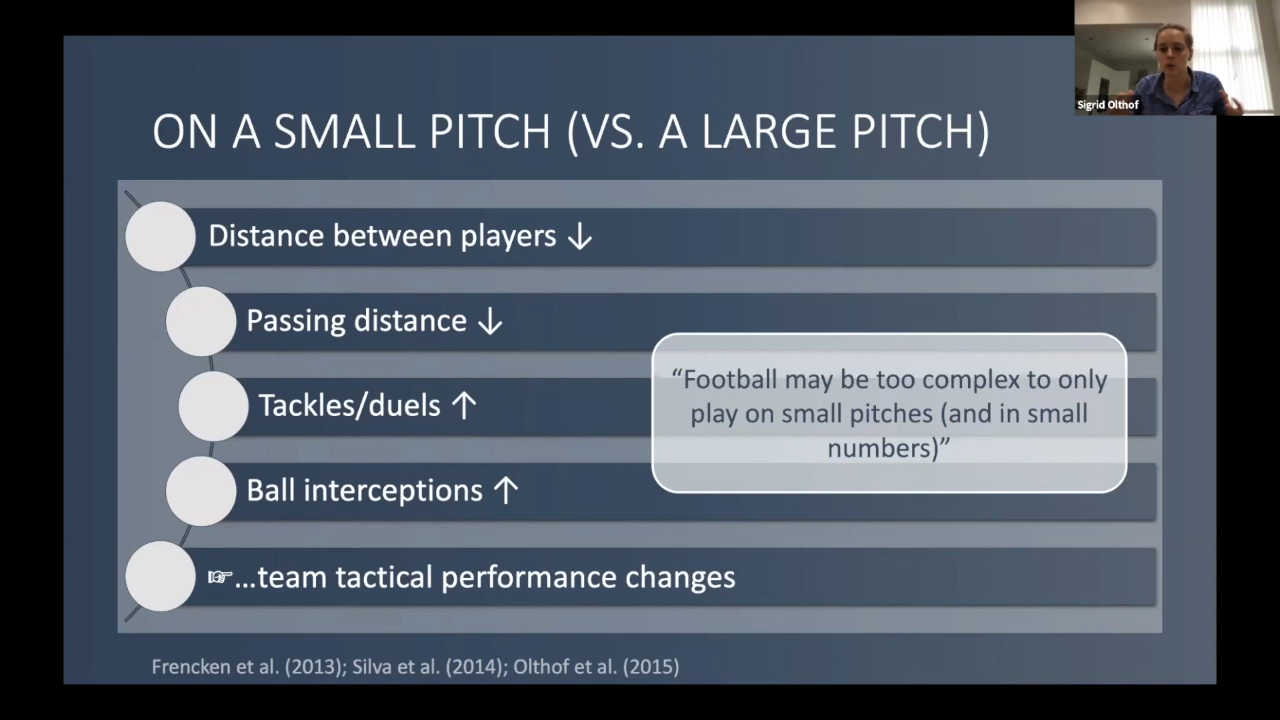 Sigrid Olthof
ON A SMALL PITCH (VS. A LARGE PITCH)
Distance between players ↓
Passing distance ↓
Tackles/duels ↑
Ball interceptions ↑
☞...team tactical performance changes
“Football may be too complex to only
play on small pitches (and in small
numbers)”
Frencken et al. (2013); Silva et al. (2014); Olthof et al. (2015)